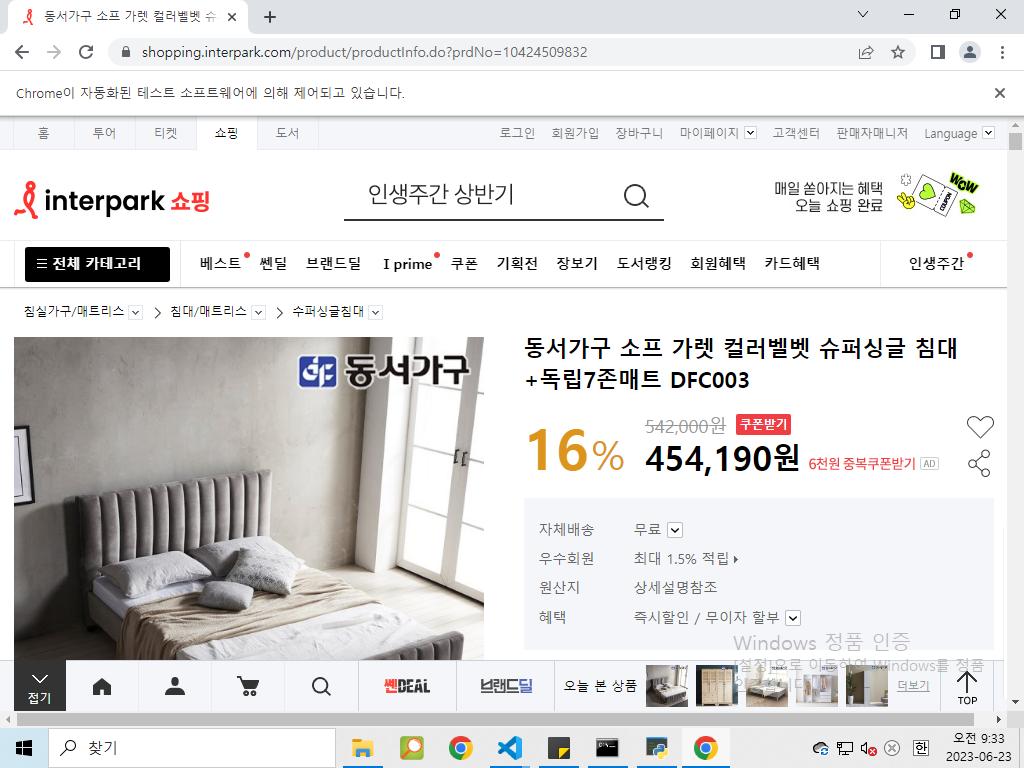 동서가구 소프 가렛 컬러벨벳 슈
shopping.interpark.com/product/productInfo.do?prdNo=10424509832
Chrome이 자동화된 테스트 소프트웨어에 의해 제어되고 있습니다.
홈 투어 티켓 쇼핑 도서 로그인 회원가입 장바구니 마이페이지 고객센터 판매자매니저 Language
interpark 쇼핑
인생주간 상반기
매일 쏟아지는 혜택
오늘 쇼핑 완료
WOW
COUPON
전체 카테고리 베스트 쎈딜 브랜드딜 I prime 쿠폰 기획전 장보기 도서랭킹 회원혜택 카드혜택 인생주간
침실가구/매트리스 침대/매트리스 수퍼싱글침대
동서가구
동서가구 소프 가렛 컬러벨벳 슈퍼싱글 침대
+독립7존매트 DFC003
16%
542,000원 쿠폰받기
454,190원 6천원 중복쿠폰받기 AD
자체배송 무료
우수회원 최대 1.5% 적립
원산지 상세설명참조
혜택 즉시할인 / 무이자 할부
Windows 정품 인증
[설정]으로 이동하여 Windows를 정품
접기 쎈DEAL 브랜드딜 오늘 본 상품 더보기 TOP
찾기
한
오전 9:33
2023-06-23